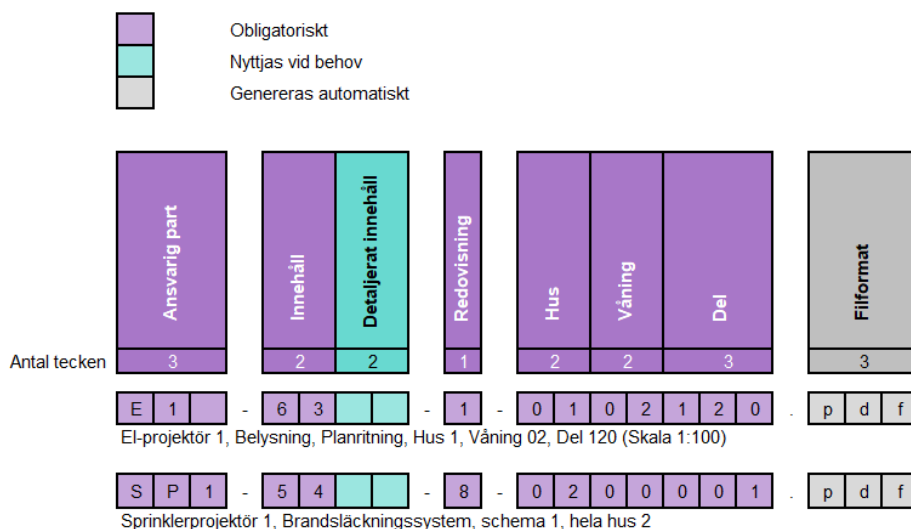 Obligatoriskt
Nyttjas vid behov
Genereras automatiskt
Ansvarig part
Innehåll
Detaljerat innehåll
Redovisning
Hus
Våning
Del
Filformat
Antal tecken 3 2 2 1 2 2 3 3
E 1 - 6 3 - 1 - 0 1 0 2 1 2 0 . p d f
El-projektör 1, Belysning, Planritning, Hus 1, Våning 02, Del 120 (Skala 1:100)
S P 1 - 5 4 - 8 - 0 2 0 0 0 0 1 . p d f
Sprinklerprojektör 1, Brandsläckningssystem, schema 1, hela hus 2